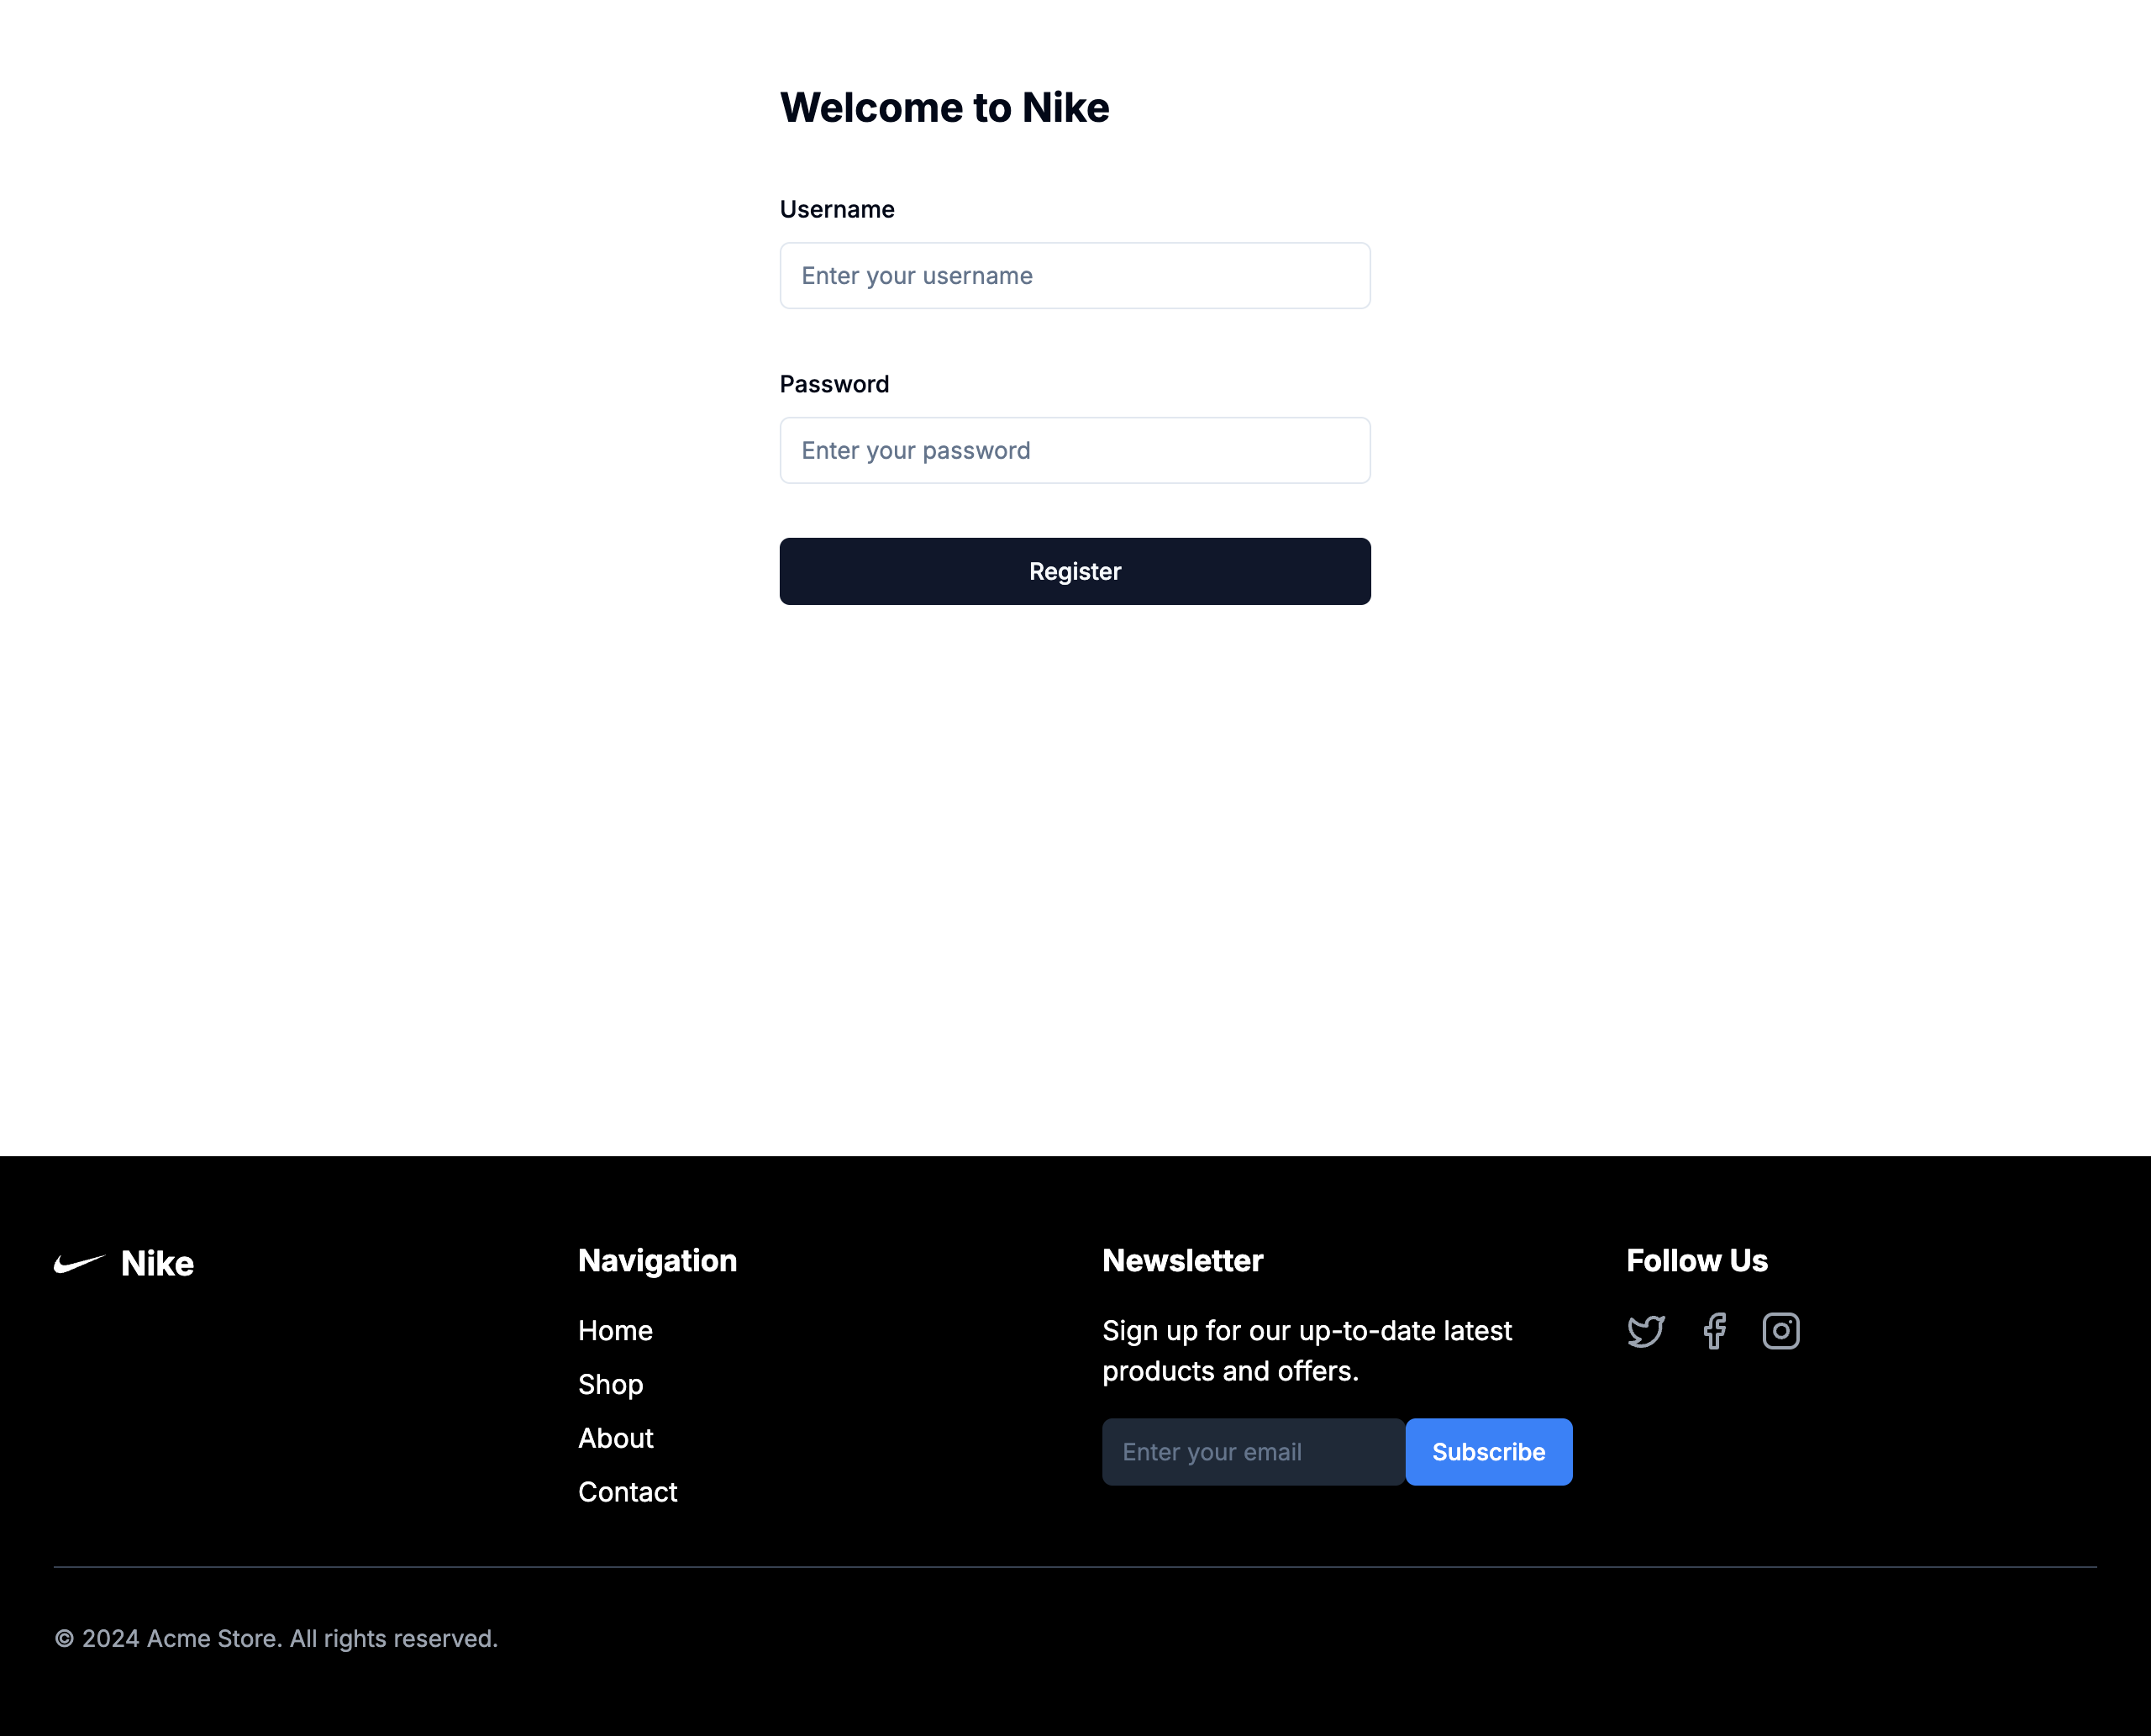 Welcome to Nike
Username
Enter your username
Password
Enter your password
Register
Nike
Navigation
Home
Shop
About
Contact
Newsletter
Sign up for our up-to-date latest
products and offers.
Enter your email
Subscribe
Follow Us
© 2024 Acme Store. All rights reserved.